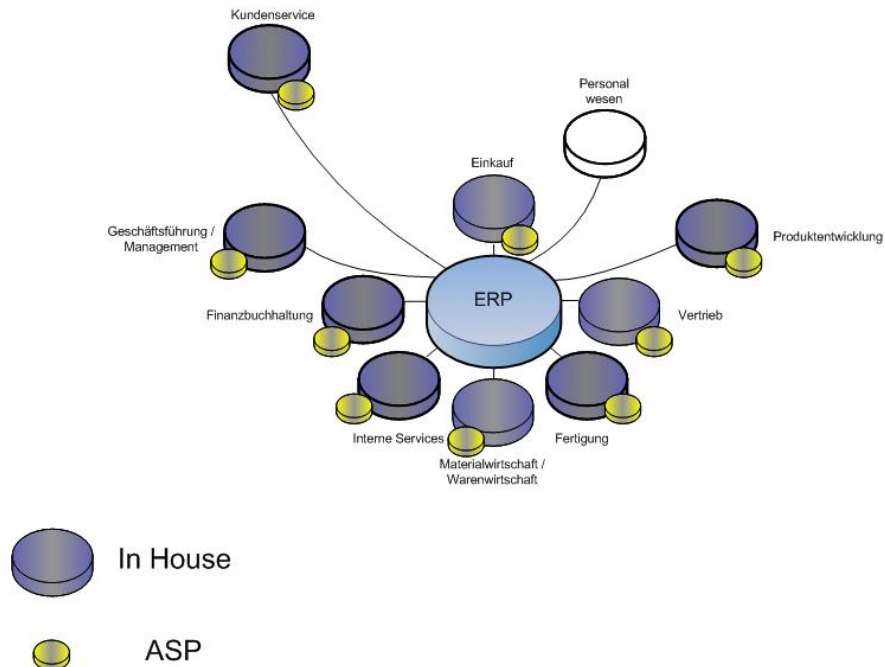 Kundenservice
Personal
wesen
Einkauf
Geschäftsführung /
Management
Produktentwicklung
ERP
Finanzbuchhaltung
Vertrieb
Interne Services
Fertigung
Materialwirtschaft /
Warenwirtschaft
In House
ASP